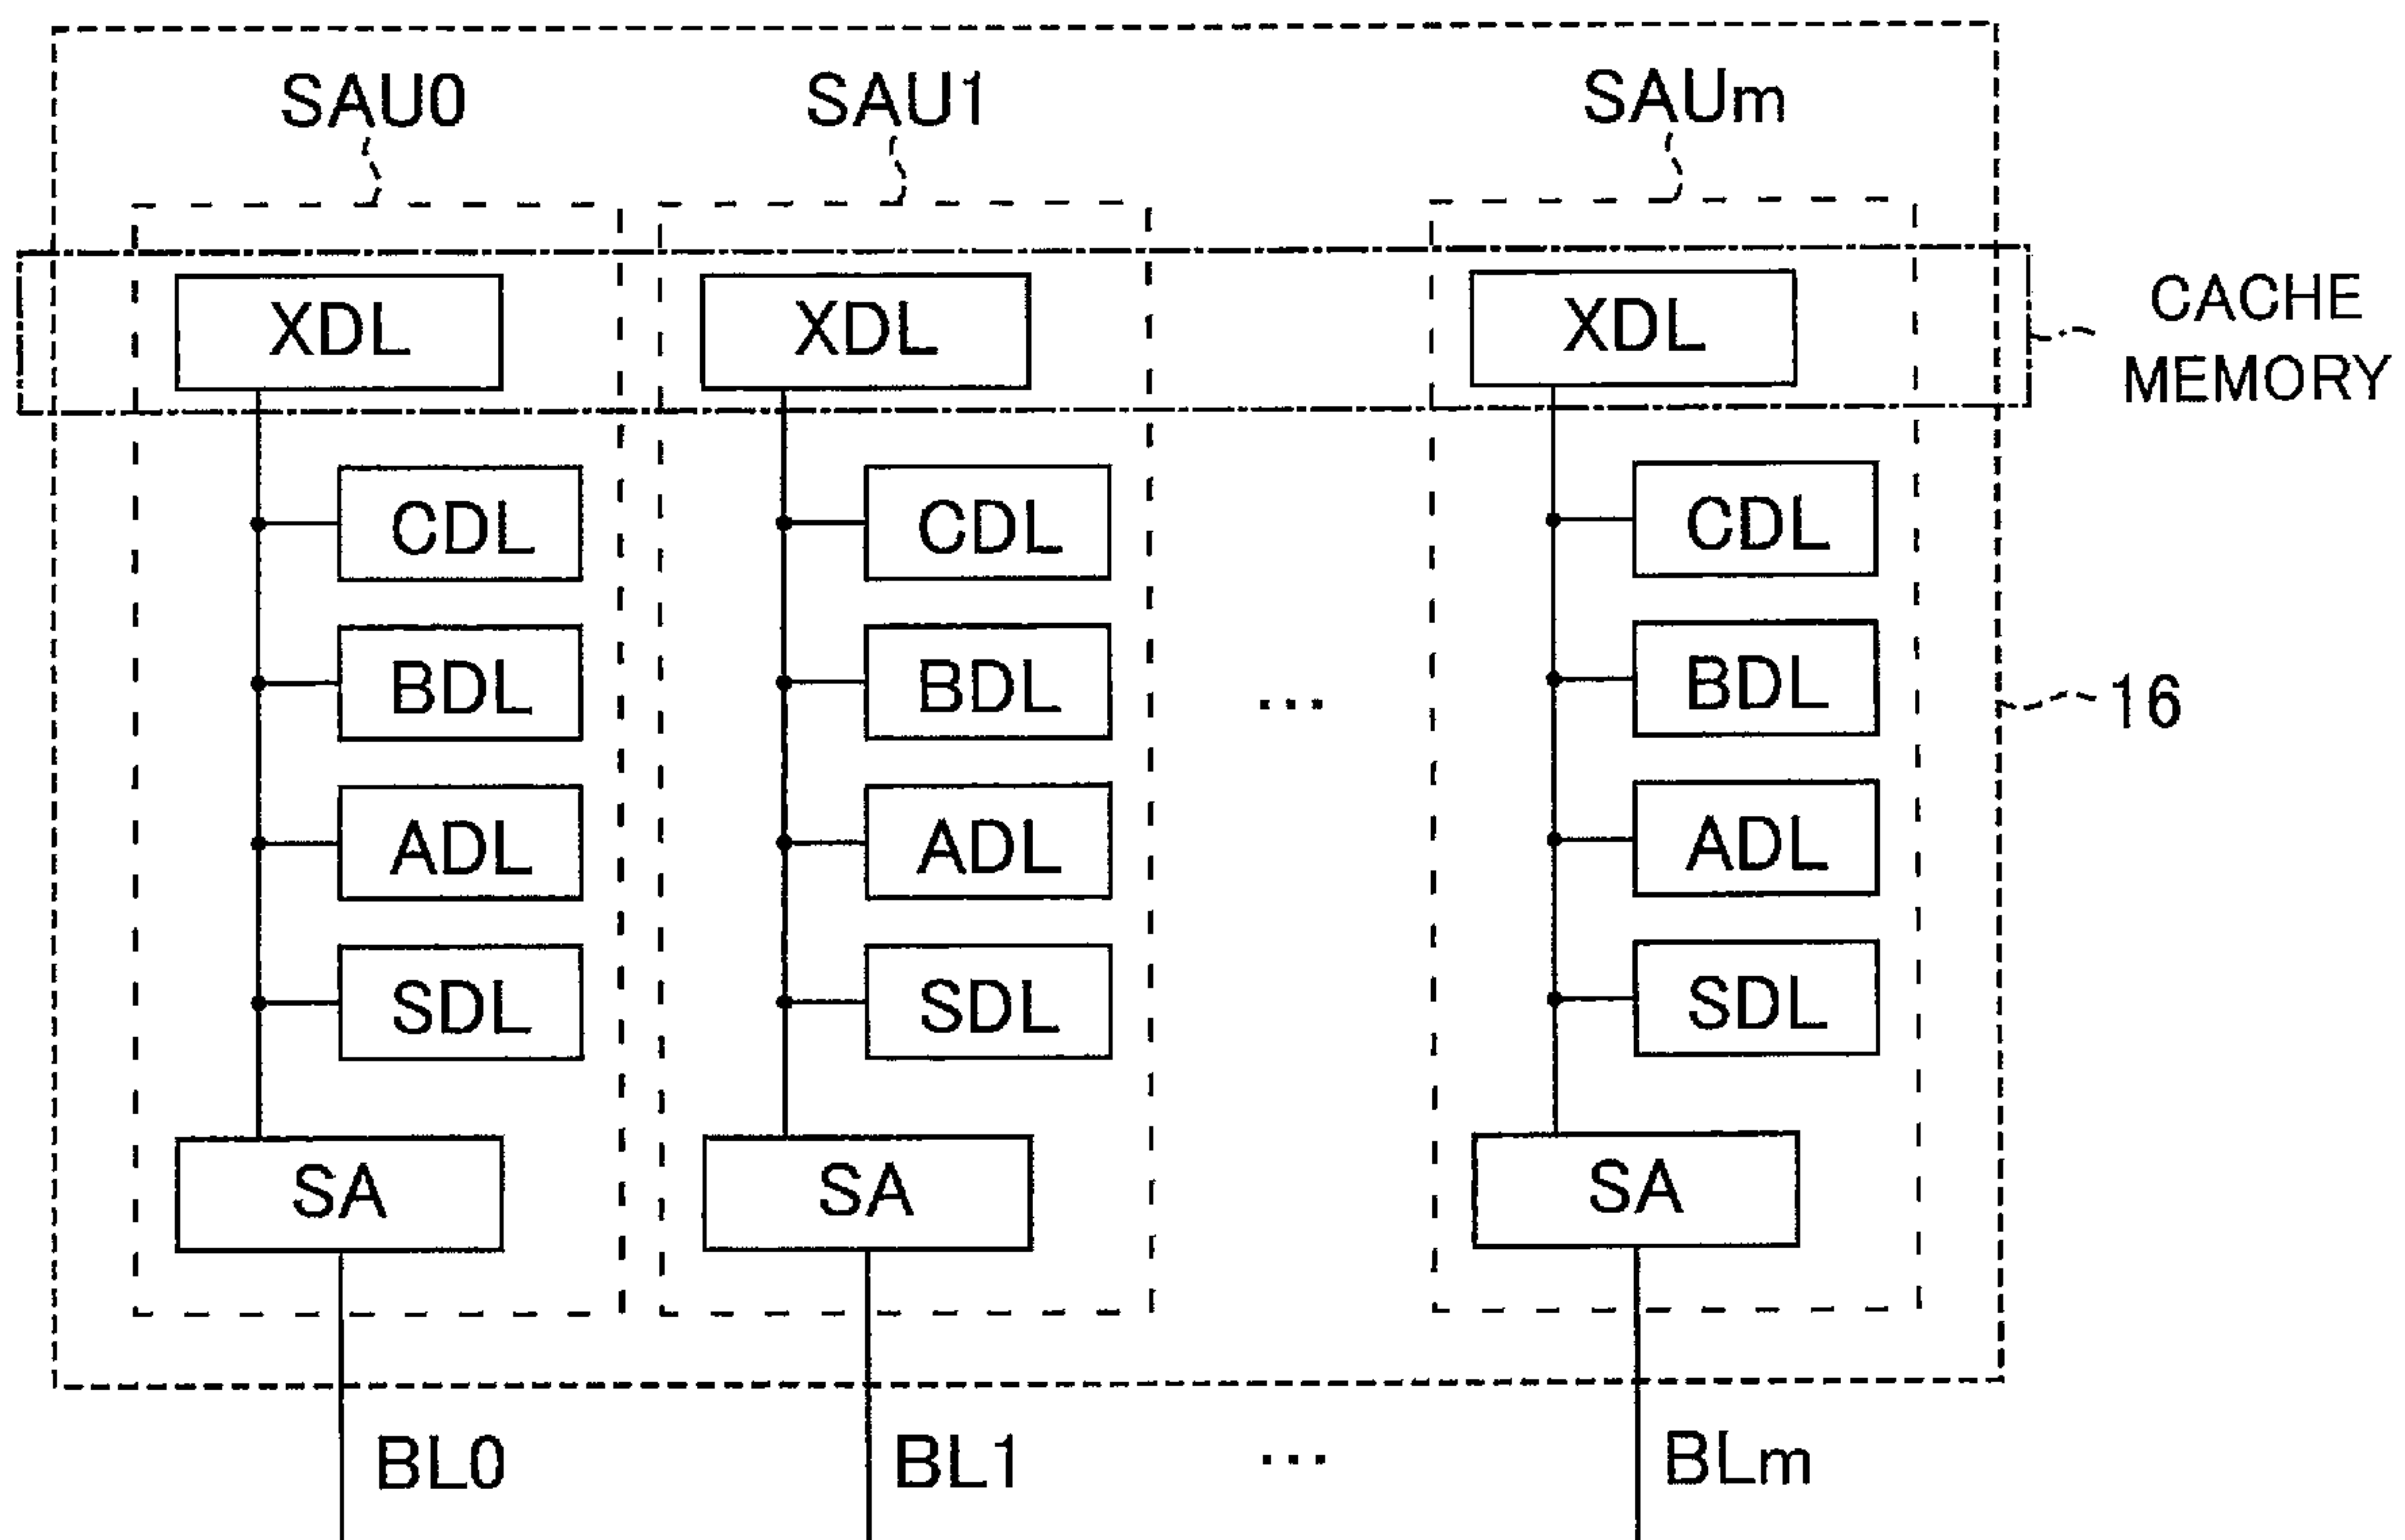 SAU0 SAU1 SAUm
XDL XDL XDL
CACHE
MEMORY
CDL CDL CDL
BDL BDL ... BDL
16
ADL ADL ADL
SDL SDL SDL
SA SA SA
BL0 BL1 ... BLm